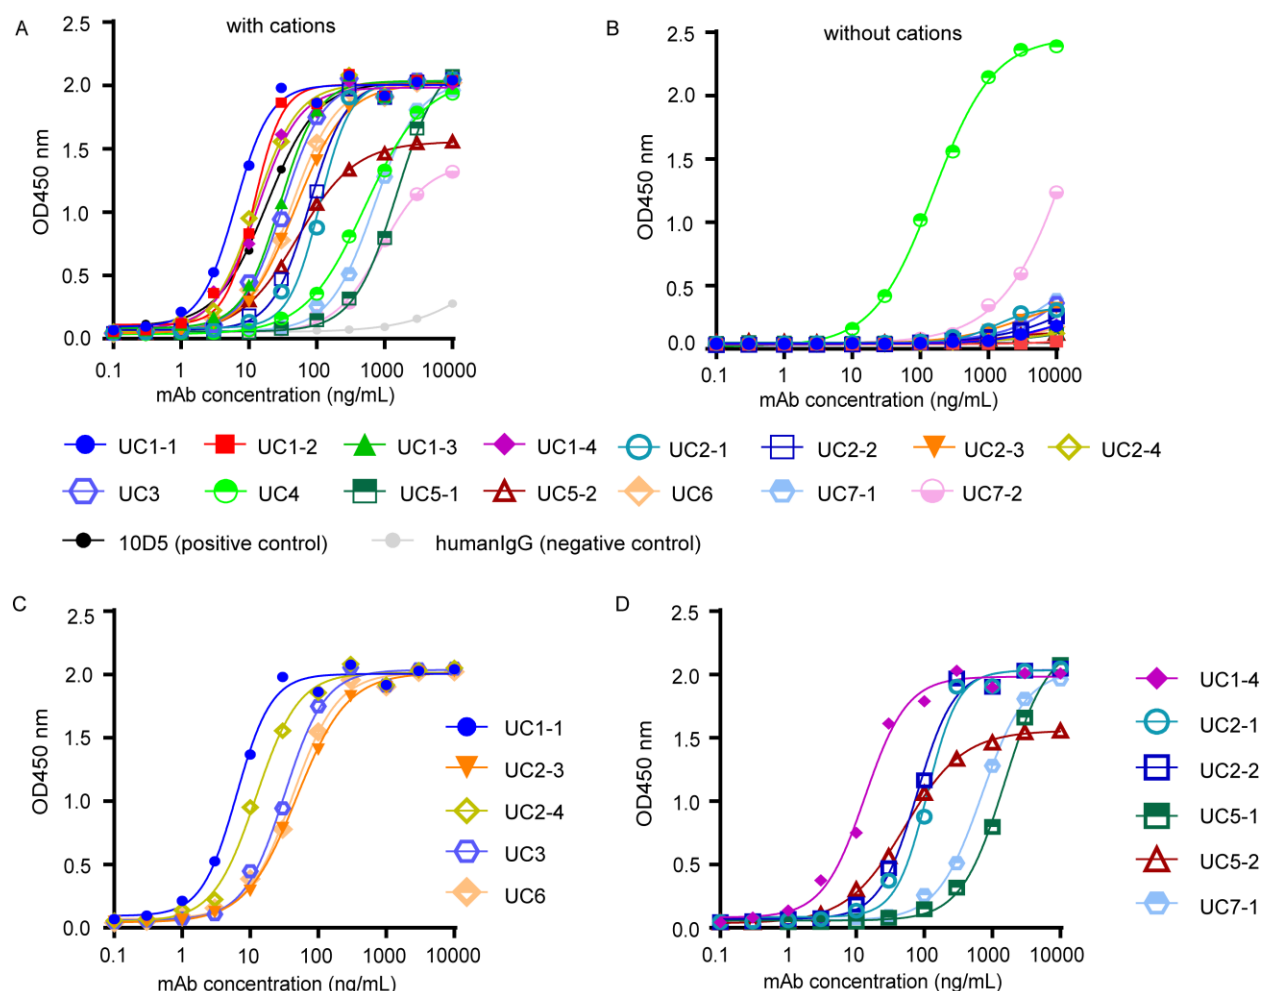 A
with cations
2.5
2.0
1.5
1.0
0.5
0.0
OD450 nm
0.1 1 10 100 1000 10000
mAb concentration (ng/mL)
B
without cations
2.5
2.0
1.5
1.0
0.5
0.0
OD450 nm
0.1 1 10 100 1000 10000
mAb concentration (ng/mL)
UC1-1 UC1-2 UC1-3 UC1-4 UC2-1 UC2-2 UC2-3 UC2-4
UC3 UC4 UC5-1 UC5-2 UC6 UC7-1 UC7-2
10D5 (positive control) humanIgG (negative control)
C
2.5
2.0
1.5
1.0
0.5
0.0
OD450 nm
0.1 1 10 100 1000 10000
mAb concentration (ng/mL)
UC1-1
UC2-3
UC2-4
UC3
UC6
D
2.5
2.0
1.5
1.0
0.5
0.0
OD450 nm
0.1 1 10 100 1000 10000
mAb concentration (ng/mL)
UC1-4
UC2-1
UC2-2
UC5-1
UC5-2
UC7-1